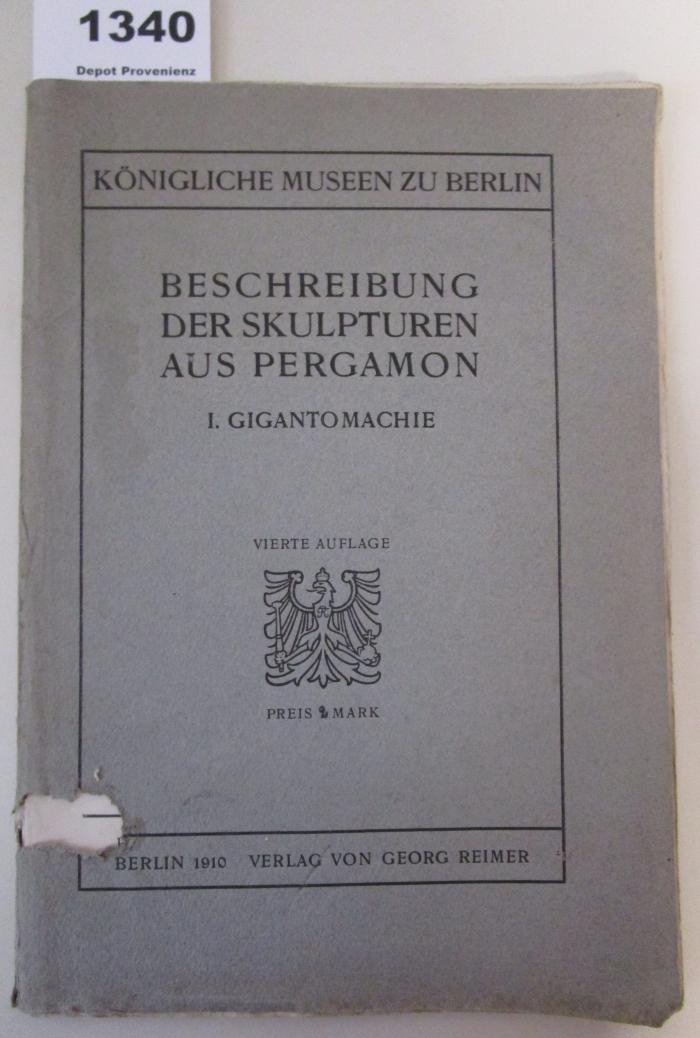 1340
Depot Provenienz
KÖNIGLICHE MUSEEN ZU BERLIN
BESCHREIBUNG
DER SKULPTUREN
AUS PERGAMON
I. GIGANTOMACHIE
VIERTE AUFLAGE
PREIS 2 MARK
BERLIN 1910 VERLAG VON GEORG REIMER